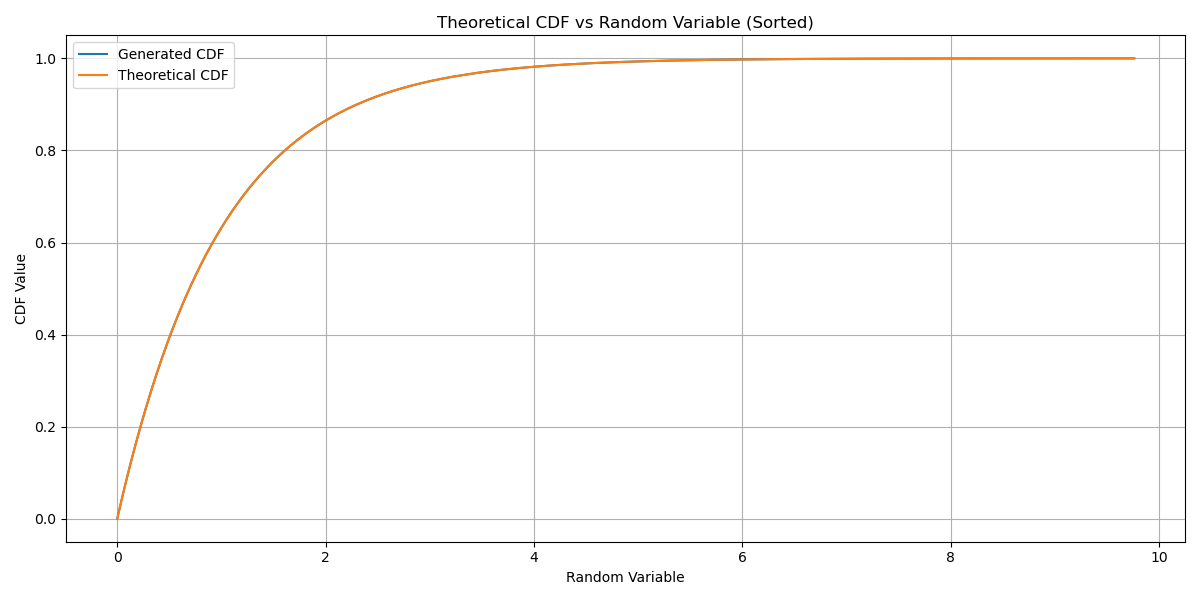 Theoretical CDF vs Random Variable (Sorted)
Generated CDF
Theoretical CDF
CDF Value
1.0
0.8
0.6
0.4
0.2
0.0
0 2 4 6 8 10
Random Variable